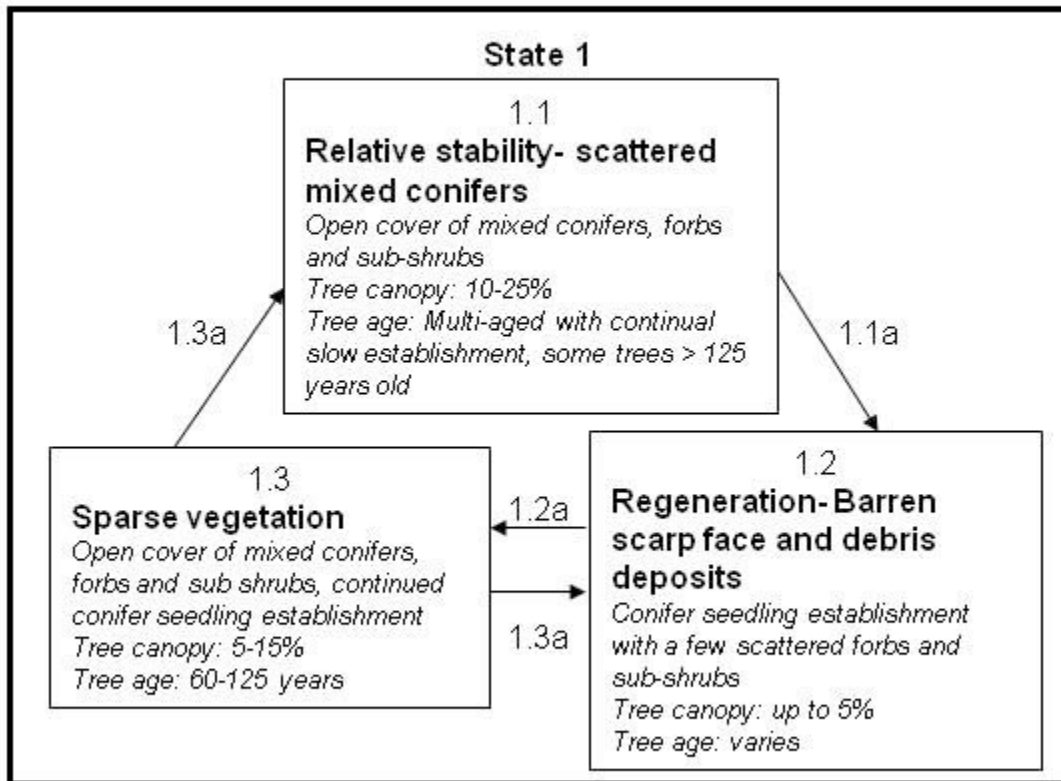 State 1
1.1
Relative stability- scattered
mixed conifers
Open cover of mixed conifers, forbs
and sub-shrubs
Tree canopy: 10-25%
Tree age: Multi-aged with continual
slow establishment, some trees > 125
years old
1.3a
1.1a
1.3
Sparse vegetation
Open cover of mixed conifers,
forbs and sub shrubs, continued
conifer seedling establishment
Tree canopy: 5-15%
Tree age: 60-125 years
1.2a
1.3a
1.2
Regeneration- Barren
scarp face and debris
deposits
Conifer seedling establishment
with a few scattered forbs and
sub-shrubs
Tree canopy: up to 5%
Tree age: varies